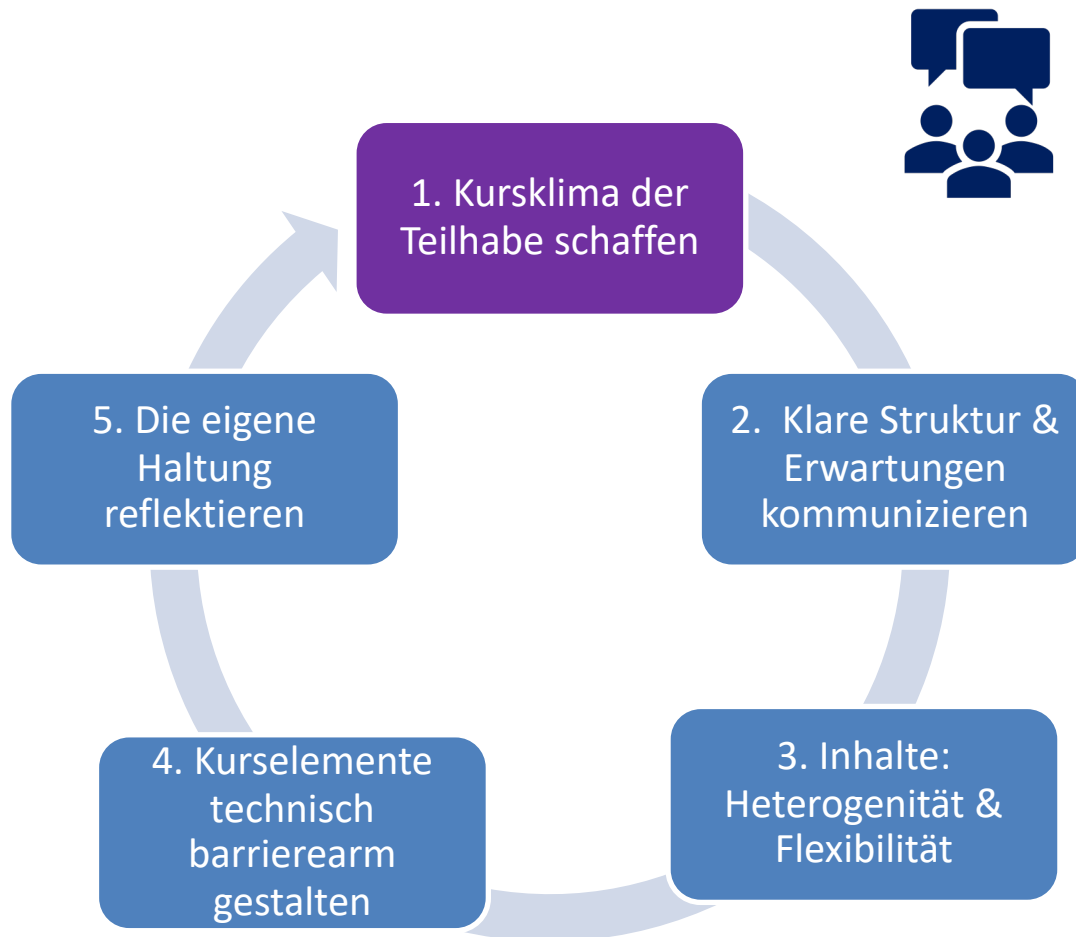 1. Kursklima der
Teilhabe schaffen
2. Klare Struktur &
Erwartungen
kommunizieren
3. Inhalte:
Heterogenität &
Flexibilität
4. Kurselemente
technisch
barrierearm
gestalten
5. Die eigene
Haltung
reflektieren